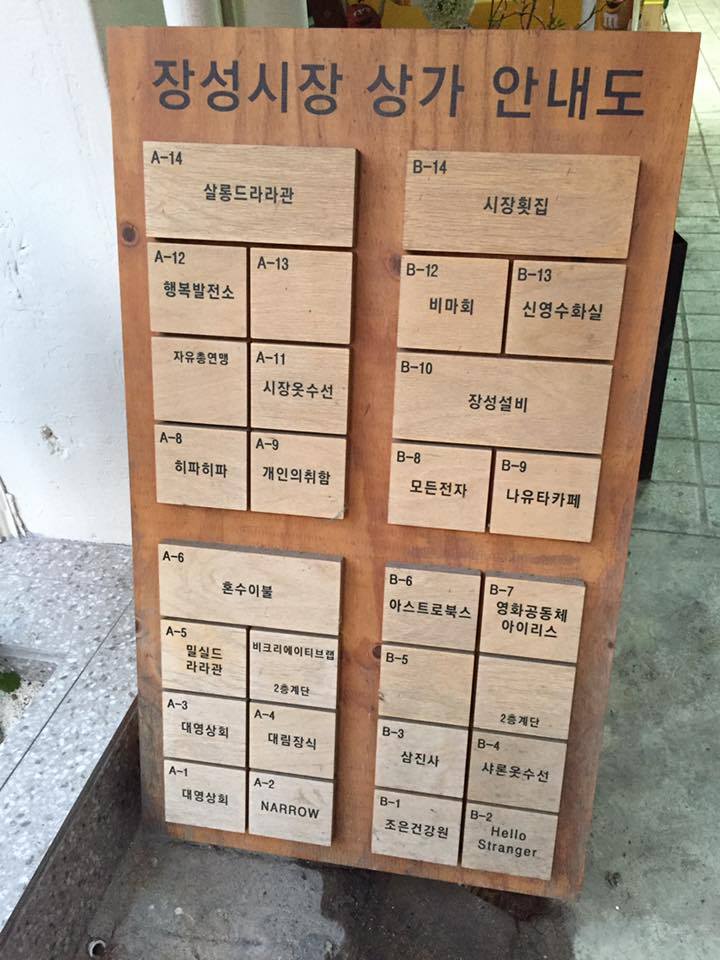 장성시장 상가 안내도
A-14
살롱드라라관
A-12
행복발전소
A-13
자유총연맹
A-11
시장옷수선
A-8
히파히파
A-9
개인의취함
A-6
혼수이불
A-5
밀실드
라라관
비크리에이티브랩
2층계단
A-3
대영상회
A-4
대림장식
A-1
대영상회
A-2
NARROW
B-14
시장횟집
B-12
비마회
B-13
신영수화실
B-10
장성설비
B-8
모든전자
B-9
나유타카페
B-6
아스트로북스
B-7
영화공동체
아이리스
B-5
2층계단
B-3
삼진사
B-4
샤론옷수선
B-1
조은건강원
B-2
Hello
Stranger